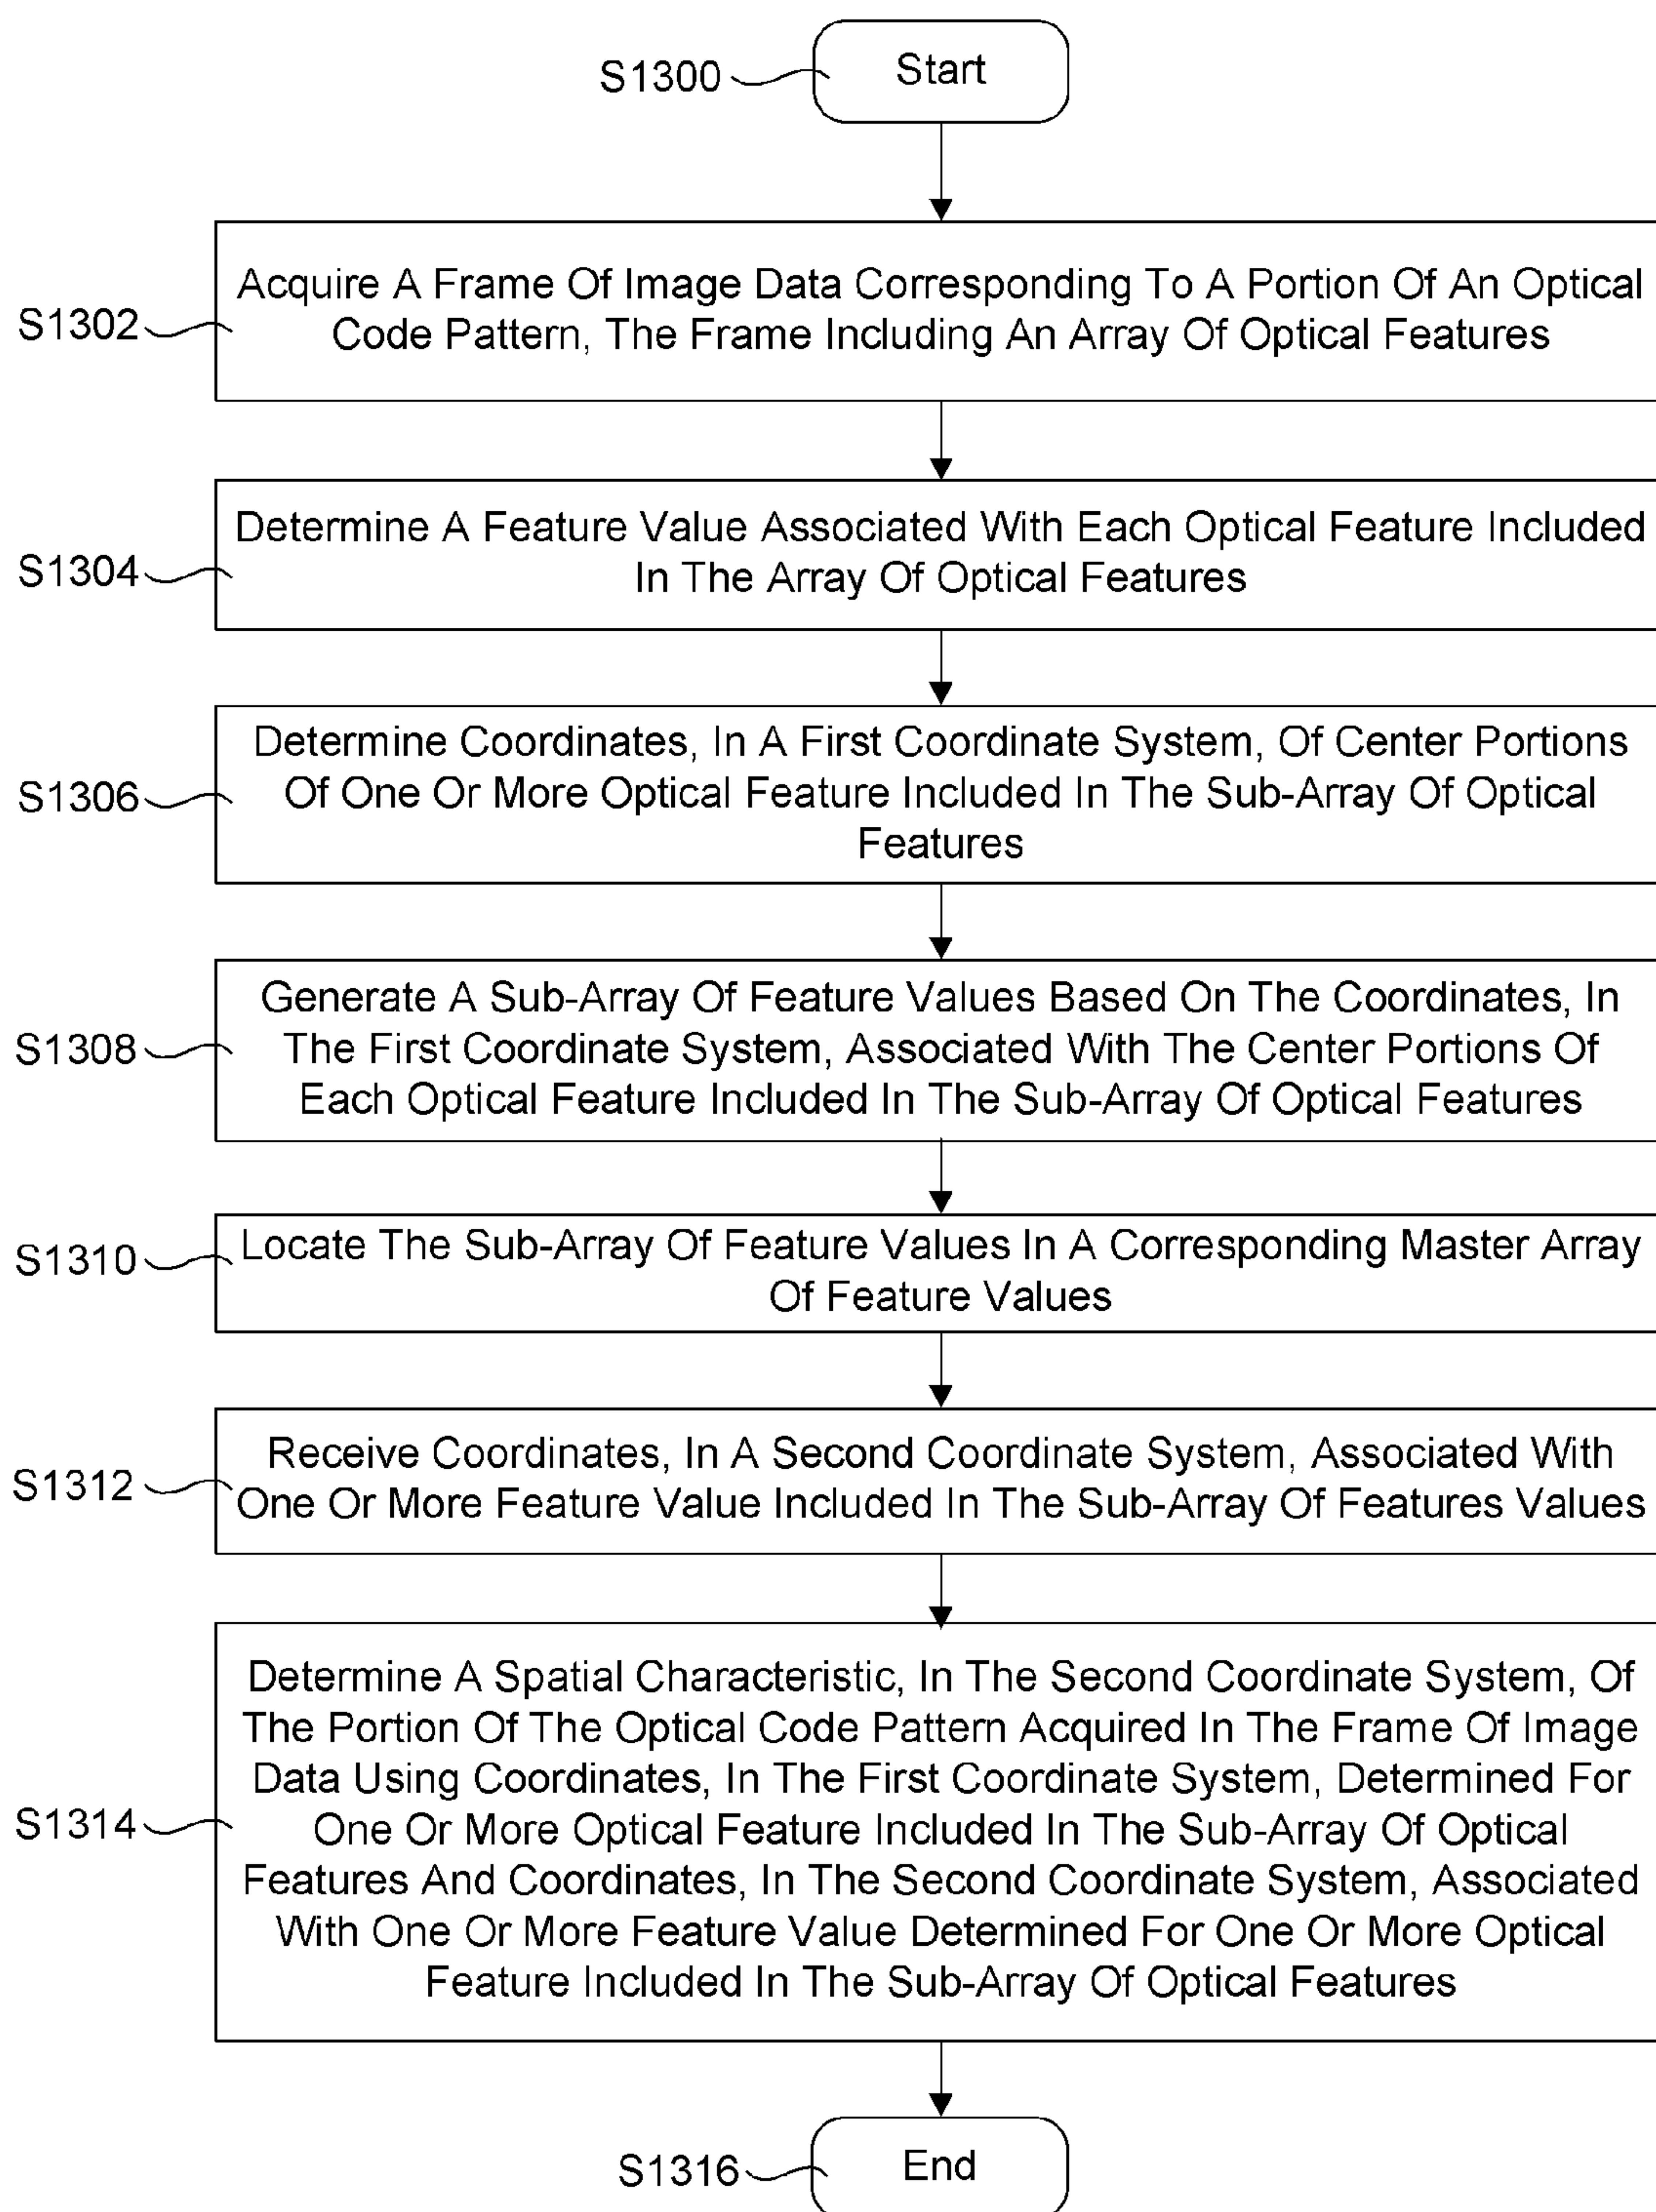 S1300
Start
S1302
Acquire A Frame Of Image Data Corresponding To A Portion Of An Optical
Code Pattern, The Frame Including An Array Of Optical Features
S1304
Determine A Feature Value Associated With Each Optical Feature Included
In The Array Of Optical Features
S1306
Determine Coordinates, In A First Coordinate System, Of Center Portions
Of One Or More Optical Feature Included In The Sub-Array Of Optical
Features
S1308
Generate A Sub-Array Of Feature Values Based On The Coordinates, In
The First Coordinate System, Associated With The Center Portions Of
Each Optical Feature Included In The Sub-Array Of Optical Features
S1310
Locate The Sub-Array Of Feature Values In A Corresponding Master Array
Of Feature Values
S1312
Receive Coordinates, In A Second Coordinate System, Associated With
One Or More Feature Value Included In The Sub-Array Of Features Values
S1314
Determine A Spatial Characteristic, In The Second Coordinate System, Of
The Portion Of The Optical Code Pattern Acquired In The Frame Of Image
Data Using Coordinates, In The First Coordinate System, Determined For
One Or More Optical Feature Included In The Sub-Array Of Optical
Features And Coordinates, In The Second Coordinate System, Associated
With One Or More Feature Value Determined For One Or More Optical
Feature Included In The Sub-Array Of Optical Features
S1316
End